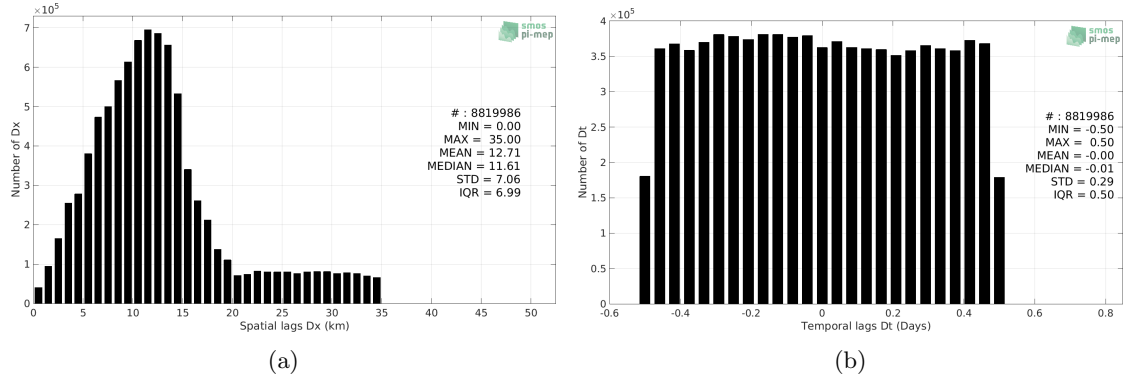 ×10⁵
7
6
5
4
3
2
1
0
Number of Dx
smos
pi-mep
# : 8819986
MIN = 0.00
MAX = 35.00
MEAN = 12.71
MEDIAN = 11.61
STD = 7.06
IQR = 6.99
0 5 10 15 20 25 30 35 40 45 50
Spatial lags Dx (km)
(a)
×10⁵
4
3.5
3
2.5
2
1.5
1
0.5
0
Number of Dt
smos
pi-mep
# : 8819986
MIN = -0.50
MAX = 0.50
MEAN = -0.00
MEDIAN = -0.01
STD = 0.29
IQR = 0.50
-0.6 -0.4 -0.2 0 0.2 0.4 0.6 0.8
Temporal lags Dt (Days)
(b)